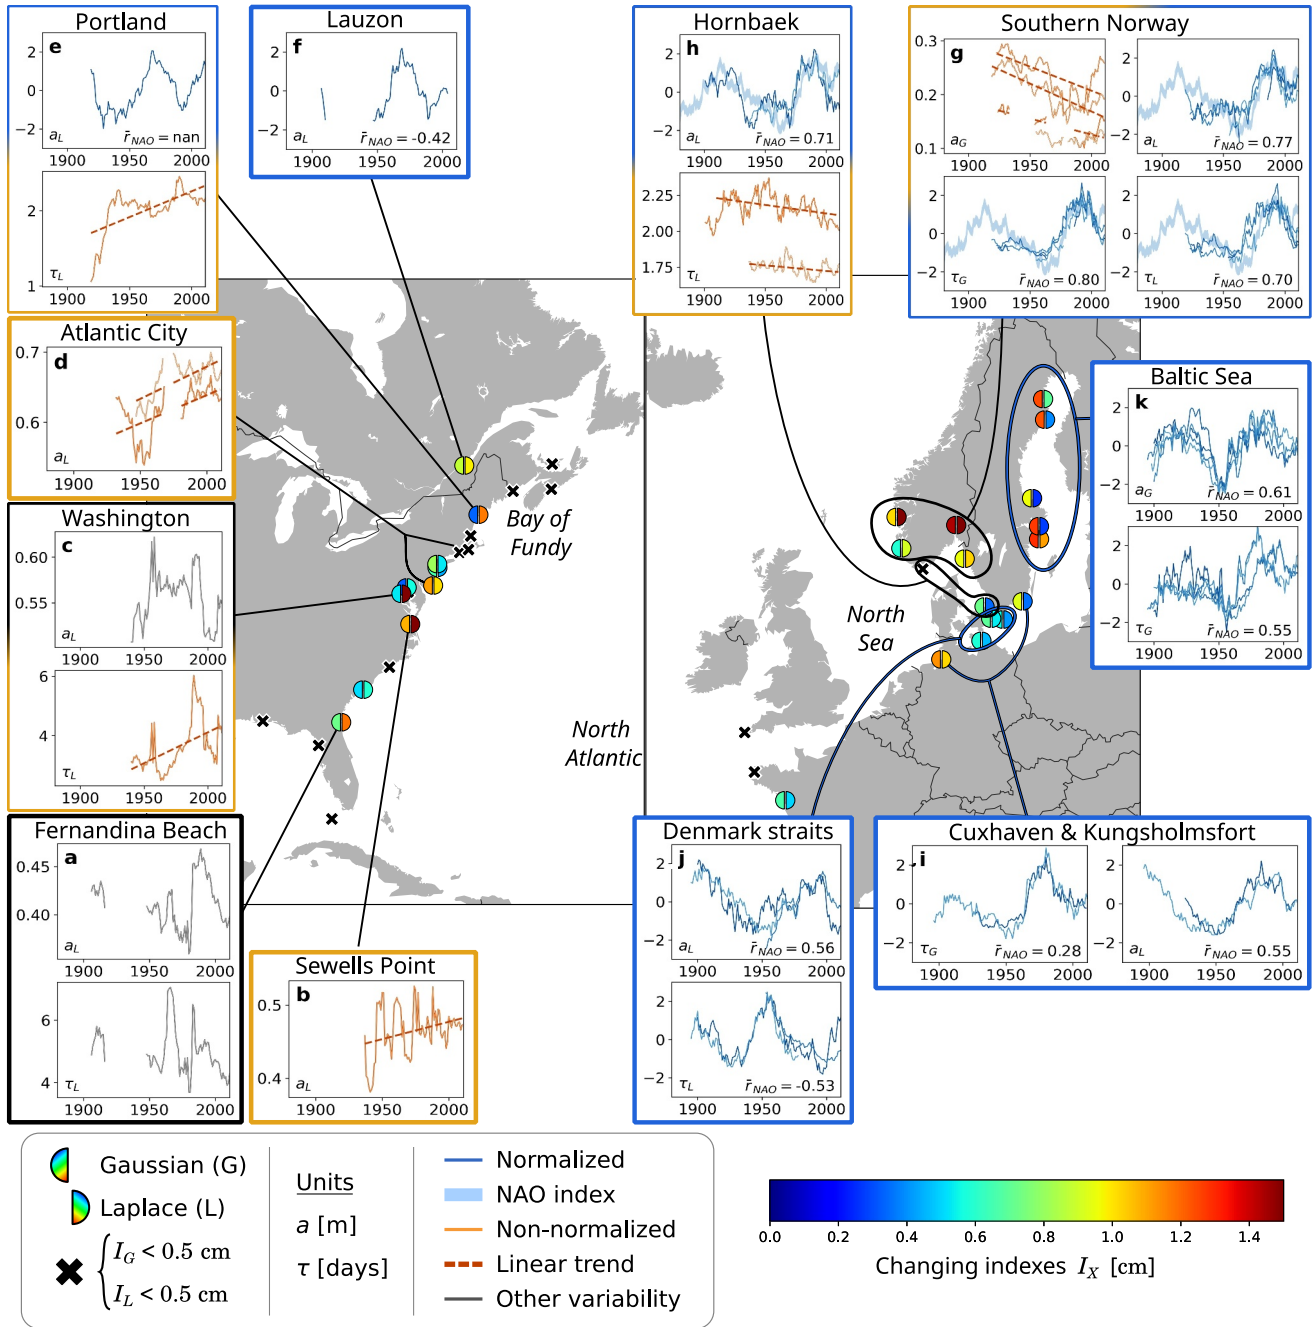 Portland
e
2
0
−2
a_L
r̄_NAO = nan
1900
1950
2000
2
1
τ_L
1900
1950
2000
Lauzon
f
2
0
−2
a_L
r̄_NAO = -0.42
1900
1950
2000
Hornbaek
h
2
0
−2
a_L
r̄_NAO = 0.71
1900
1950
2000
2.25
2.00
1.75
τ_L
1900
1950
2000
Southern Norway
g
0.3
0.2
0.1
a_G
1900
1950
2000
2
0
−2
a_L
r̄_NAO = 0.77
1900
1950
2000
2
0
−2
τ_G
r̄_NAO = 0.80
1900
1950
2000
2
0
−2
τ_L
r̄_NAO = 0.70
1900
1950
2000
Atlantic City
d
0.7
0.6
a_L
1900
1950
2000
Baltic Sea
k
2
0
−2
a_G
r̄_NAO = 0.61
1900
1950
2000
2
0
−2
τ_G
r̄_NAO = 0.55
1900
1950
2000
Washington
c
0.60
0.55
a_L
1900
1950
2000
6
4
τ_L
1900
1950
2000
Bay of
Fundy
North
Sea
North
Atlantic
Fernandina Beach
a
0.45
0.40
a_L
1900
1950
2000
6
4
τ_L
1900
1950
2000
Sewells Point
b
0.5
0.4
a_L
1900
1950
2000
Denmark straits
j
2
0
−2
a_L
r̄_NAO = 0.56
1900
1950
2000
2
0
−2
τ_L
r̄_NAO = -0.53
1900
1950
2000
Cuxhaven & Kungsholmsfort
i
2
0
−2
τ_G
r̄_NAO = 0.28
1900
1950
2000
2
0
−2
a_L
r̄_NAO = 0.55
1900
1950
2000
Gaussian (G)
Laplace (L)
I_G < 0.5 cm
I_L < 0.5 cm
Units
a [m]
τ [days]
Normalized
NAO index
Non-normalized
Linear trend
Other variability
0.0 0.2 0.4 0.6 0.8 1.0 1.2 1.4
Changing indexes I_X [cm]